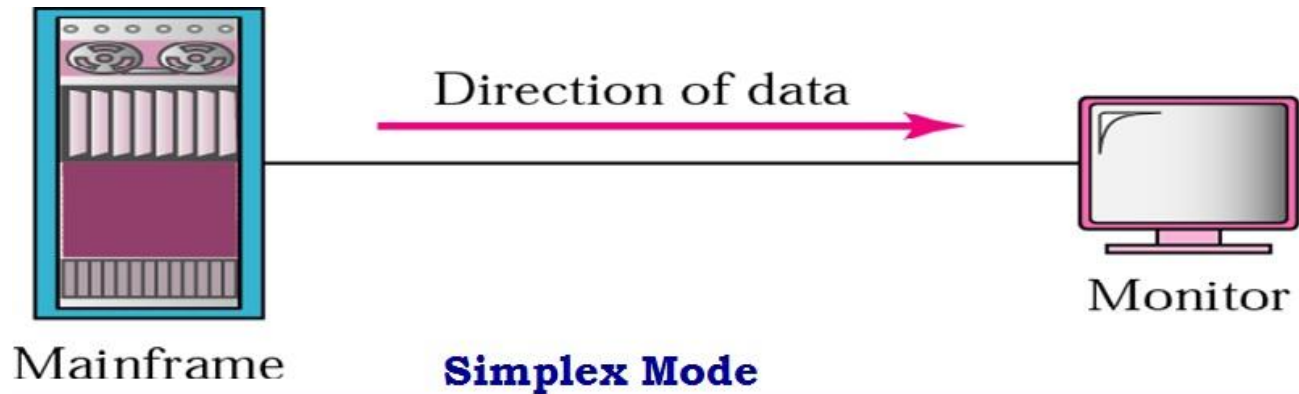 Direction of data
Monitor
Mainframe
Simplex Mode